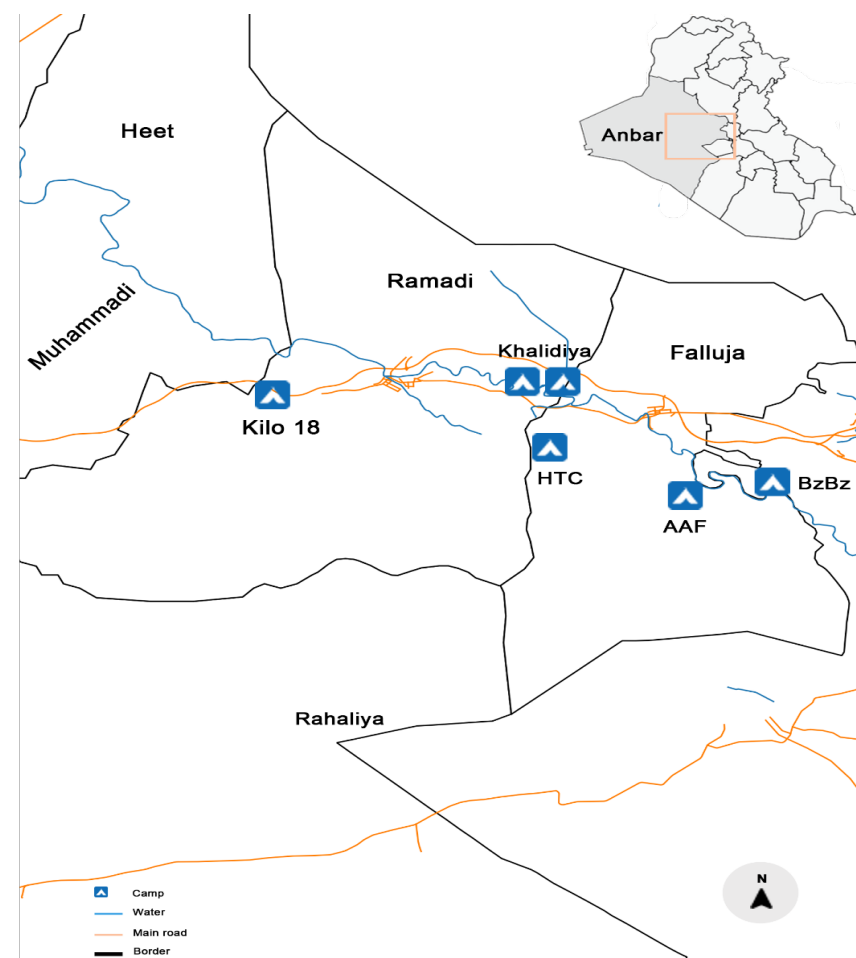 Heet
Anbar
Muhammadi
Ramadi
Khalidiya
Falluja
Kilo 18
HTC
BzBz
AAF
Rahaliya
N
Camp
Water
Main road
Border